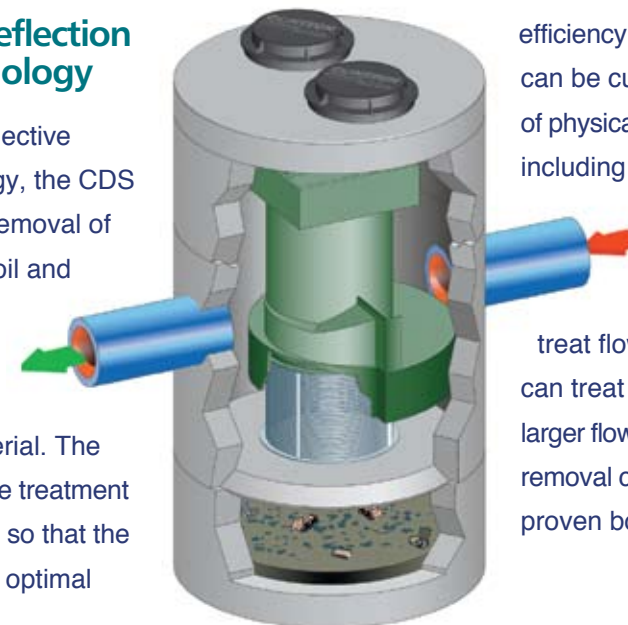 eflection
ology
ective
gy, the CDS
emoval of
oil and
erial. The
e treatment
so that the
optimal
efficiency
can be cu
of physica
including
treat flow
can treat
larger flow
removal o
proven bo